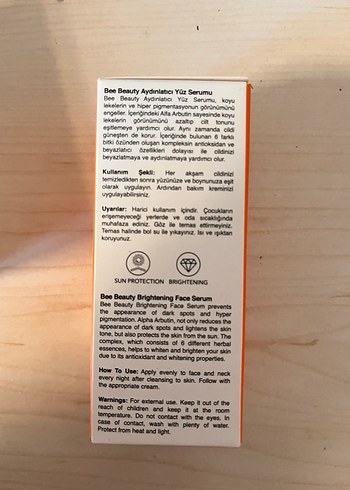 Bee Beauty Aydınlatıcı Yüz Serumu
Bee Beauty Aydınlatıcı Yüz Serumu, koyu
lekelerin ve hiper pigmentasyonun görünümünü
engeller. İçeriğindeki Alfa Arbutin sayesinde koyu
lekelerin görünümünü azaltıp cilt tonunu
eşitlemeye yardımcı olur. Aynı zamanda cildi
güneşten de korur. İçeriğinde bulunan 6 farklı
bitki özünden oluşan kompleksin antioksidan ve
beyazlatıcı özellikleri dolayısı ile cildinizi
beyazlatmaya ve aydınlatmaya yardımcı olur.
Kullanım Şekli: Her akşam cildinizi
temizledikten sonra yüzünüze ve boynunuza eşit
olarak uygulayın. Ardından bakım kreminizi
uygulayabilirsiniz.
Uyarılar: Harici kullanım içindir. Çocukların
erişemeyeceği yerlerde ve oda sıcaklığında
muhafaza ediniz. Göz ile temas ettirmeyiniz.
Temas halinde bol su ile yıkayınız. Isı ve ışıktan
koruyunuz.
SUN PROTECTION BRIGHTENING
Bee Beauty Brightening Face Serum
Bee Beauty Brightening Face Serum prevents
the appearance of dark spots and hyper
pigmentation. Alpha Arbutin, not only reduces the
appearance of dark spots and lightens the skin
tone, but also protects the skin from the sun. The
complex, which consists of 6 different herbal
essences, helps to whiten and brighten your skin
due to its antioxidant and whitening properties.
How To Use: Apply evenly to face and neck
every night after cleansing to skin. Follow with
the appropriate cream.
Warnings: For external use. Keep it out of the
reach of children and keep it at the room
temperature. Do not contact with the eyes. In
case of contact, wash with plenty of water.
Protect from heat and light.